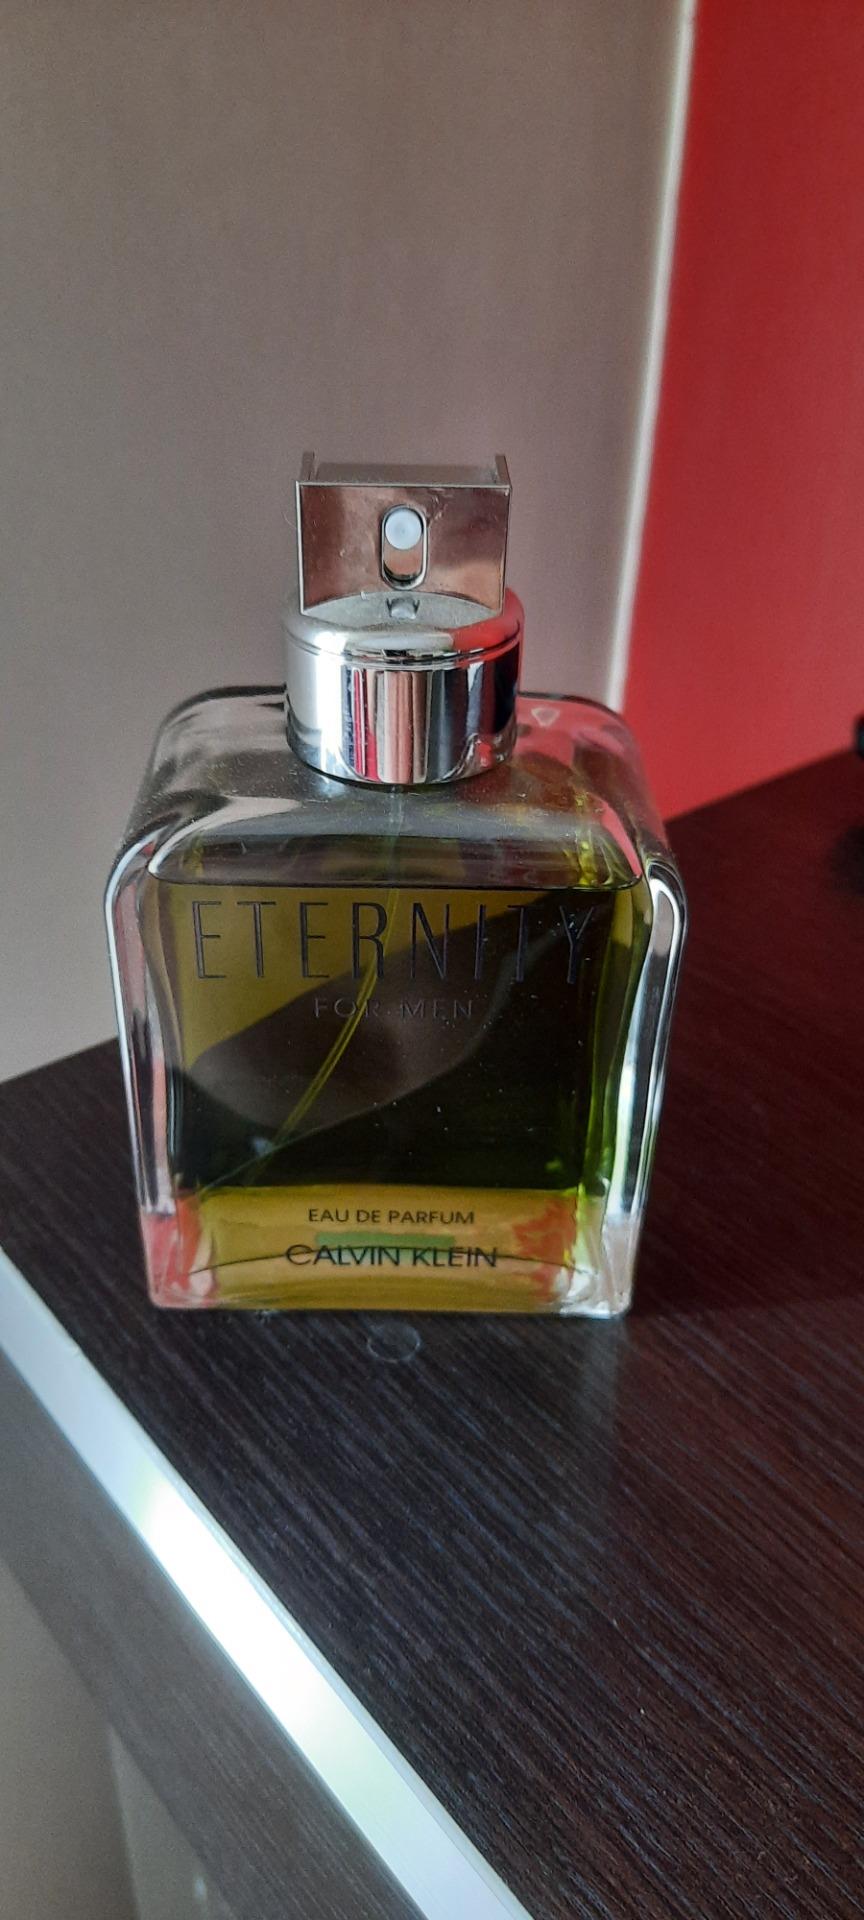 ETERNITY
FOR MEN
EAU DE PARFUM
CALVIN KLEIN